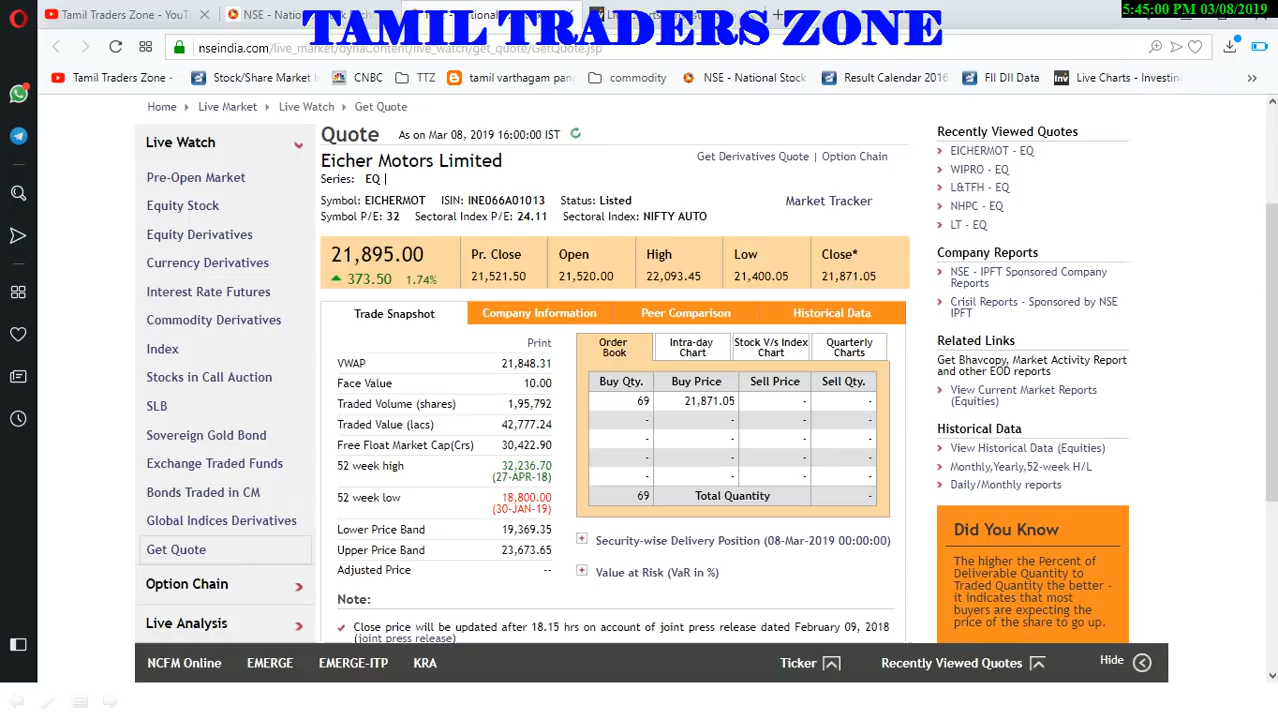 5:45:00 PM 03/08/2019
TAMIL TRADERS ZONE
Tamil Traders Zone - YouT
nseindia.com/live_market/dynaContent/live_watch/get_quote/GetQuote.jsp
Tamil Traders Zone - Stock/Share Market I CNBC TTZ tamil varthagam pan commodity NSE - National Stock Result Calendar 2016 FII DII Data Live Charts - Investin
Home Live Market Live Watch Get Quote
Live Watch
Pre-Open Market
Equity Stock
Equity Derivatives
Currency Derivatives
Interest Rate Futures
Commodity Derivatives
Index
Stocks in Call Auction
SLB
Sovereign Gold Bond
Exchange Traded Funds
Bonds Traded in CM
Global Indices Derivatives
Get Quote
Option Chain
Live Analysis
Quote As on Mar 08, 2019 16:00:00 IST
Eicher Motors Limited Get Derivatives Quote | Option Chain
Series: EQ |
Symbol: EICHERMOT ISIN: INE066A01013 Status: Listed Market Tracker
Symbol P/E: 32 Sectoral Index P/E: 24.11 Sectoral Index: NIFTY AUTO
21,895.00 Pr. Close Open High Low Close*
373.50 1.74% 21,521.50 21,520.00 22,093.45 21,400.05 21,871.05
Trade Snapshot Company Information Peer Comparison Historical Data
Print
VWAP 21,848.31
Face Value 10.00
Traded Volume (shares) 1,95,792
Traded Value (lacs) 42,777.24
Free Float Market Cap(Crs) 30,422.90
52 week high 32,236.70
(27-APR-18)
52 week low 18,800.00
(30-JAN-19)
Lower Price Band 19,369.35
Upper Price Band 23,673.65
Adjusted Price --
Order Book Intra-day Chart Stock V/s Index Chart Quarterly Charts
Buy Qty. Buy Price Sell Price Sell Qty.
69 21,871.05 - -
- - - -
- - - -
- - - -
- - - -
69 Total Quantity -
Security-wise Delivery Position (08-Mar-2019 00:00:00)
Value at Risk (VaR in %)
Note:
Close price will be updated after 18.15 hrs on account of joint press release dated February 09, 2018
(joint press release)
Recently Viewed Quotes
EICHERMOT - EQ
WIPRO - EQ
L&TFH - EQ
NHPC - EQ
LT - EQ
Company Reports
NSE - IPFT Sponsored Company
Reports
Crisil Reports - Sponsored by NSE
IPFT
Related Links
Get Bhavcopy, Market Activity Report
and other EOD reports
View Current Market Reports
(Equities)
Historical Data
View Historical Data (Equities)
Monthly,Yearly,52-week H/L
Daily/Monthly reports
Did You Know
The higher the Percent of
Deliverable Quantity to
Traded Quantity the better -
it indicates that most
buyers are expecting the
price of the share to go up.
NCFM Online EMERGE EMERGE-ITP KRA Ticker Recently Viewed Quotes Hide